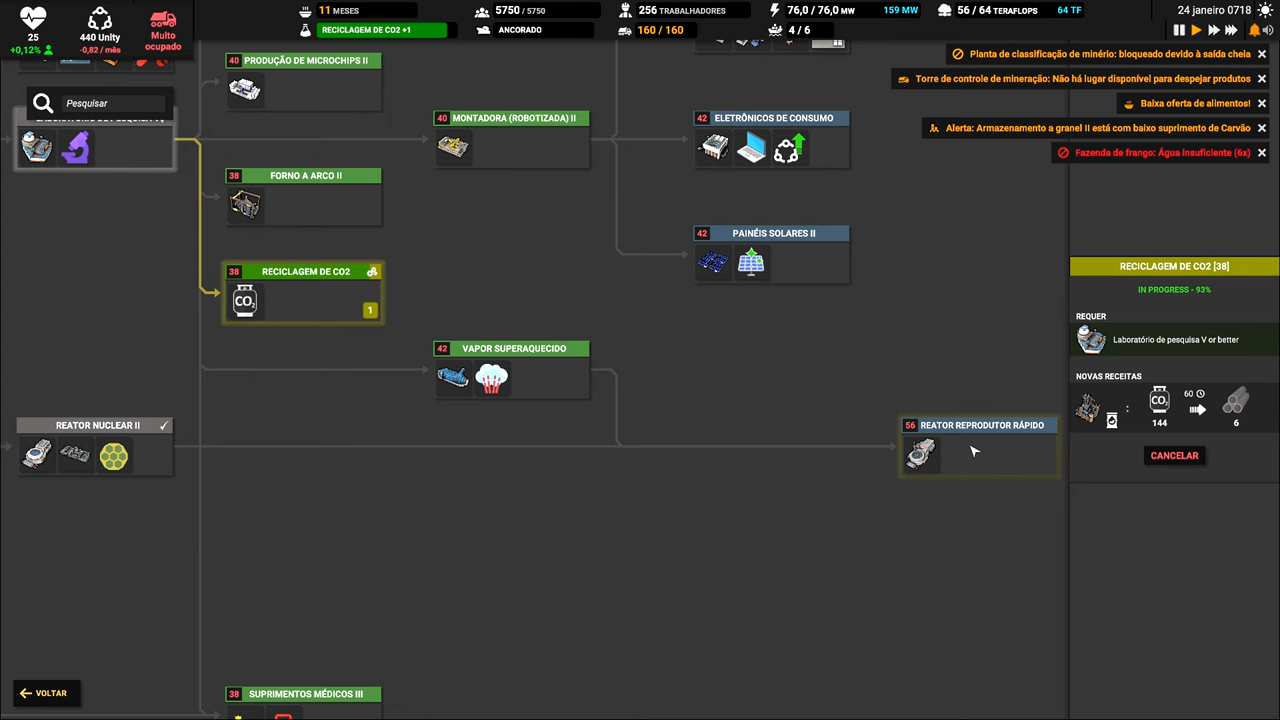 25
+0,12%
440 Unity
-0,82 / mês
Muito ocupado
11 MESES
RECICLAGEM DE CO2 +1
5750 / 5750
ANCORADO
256 TRABALHADORES
160 / 160
76,0 / 76,0 MW
159 MW
4 / 6
56 / 64 TERAFLOPS
64 TF
24 janeiro 0718
Planta de classificação de minério: bloqueado devido à saída cheia
Torre de controle de mineração: Não há lugar disponível para despejar produtos
Baixa oferta de alimentos!
Alerta: Armazenamento a granel II está com baixo suprimento de Carvão
Fazenda de frango: Água Insuficiente (6x)
Pesquisar
40 PRODUÇÃO DE MICROCHIPS II
40 MONTADORA (ROBOTIZADA) II
42 ELETRÔNICOS DE CONSUMO
38 FORNO A ARCO II
42 PAINÉIS SOLARES II
38 RECICLAGEM DE CO2
CO2
1
42 VAPOR SUPERAQUECIDO
REATOR NUCLEAR II
56 REATOR REPRODUTOR RÁPIDO
38 SUPRIMENTOS MÉDICOS III
VOLTAR
RECICLAGEM DE CO2 [38]
IN PROGRESS - 93%
REQUER
Laboratório de pesquisa V or better
NOVAS RECEITAS
:
CO2
144
60
6
CANCELAR